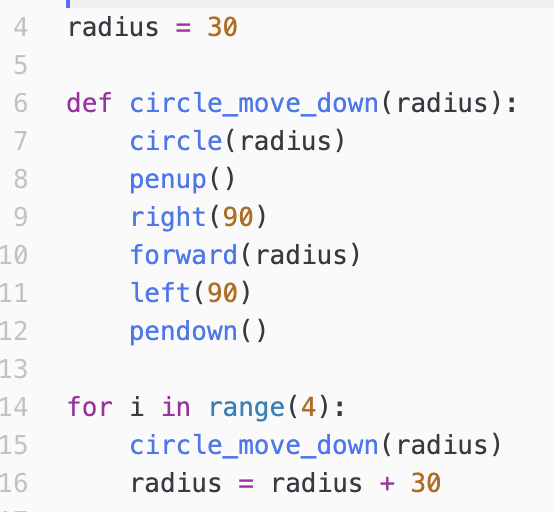 4 radius = 30
5
6 def circle_move_down(radius):
7     circle(radius)
8     penup()
9     right(90)
10     forward(radius)
11     left(90)
12     pendown()
13
14 for i in range(4):
15     circle_move_down(radius)
16     radius = radius + 30